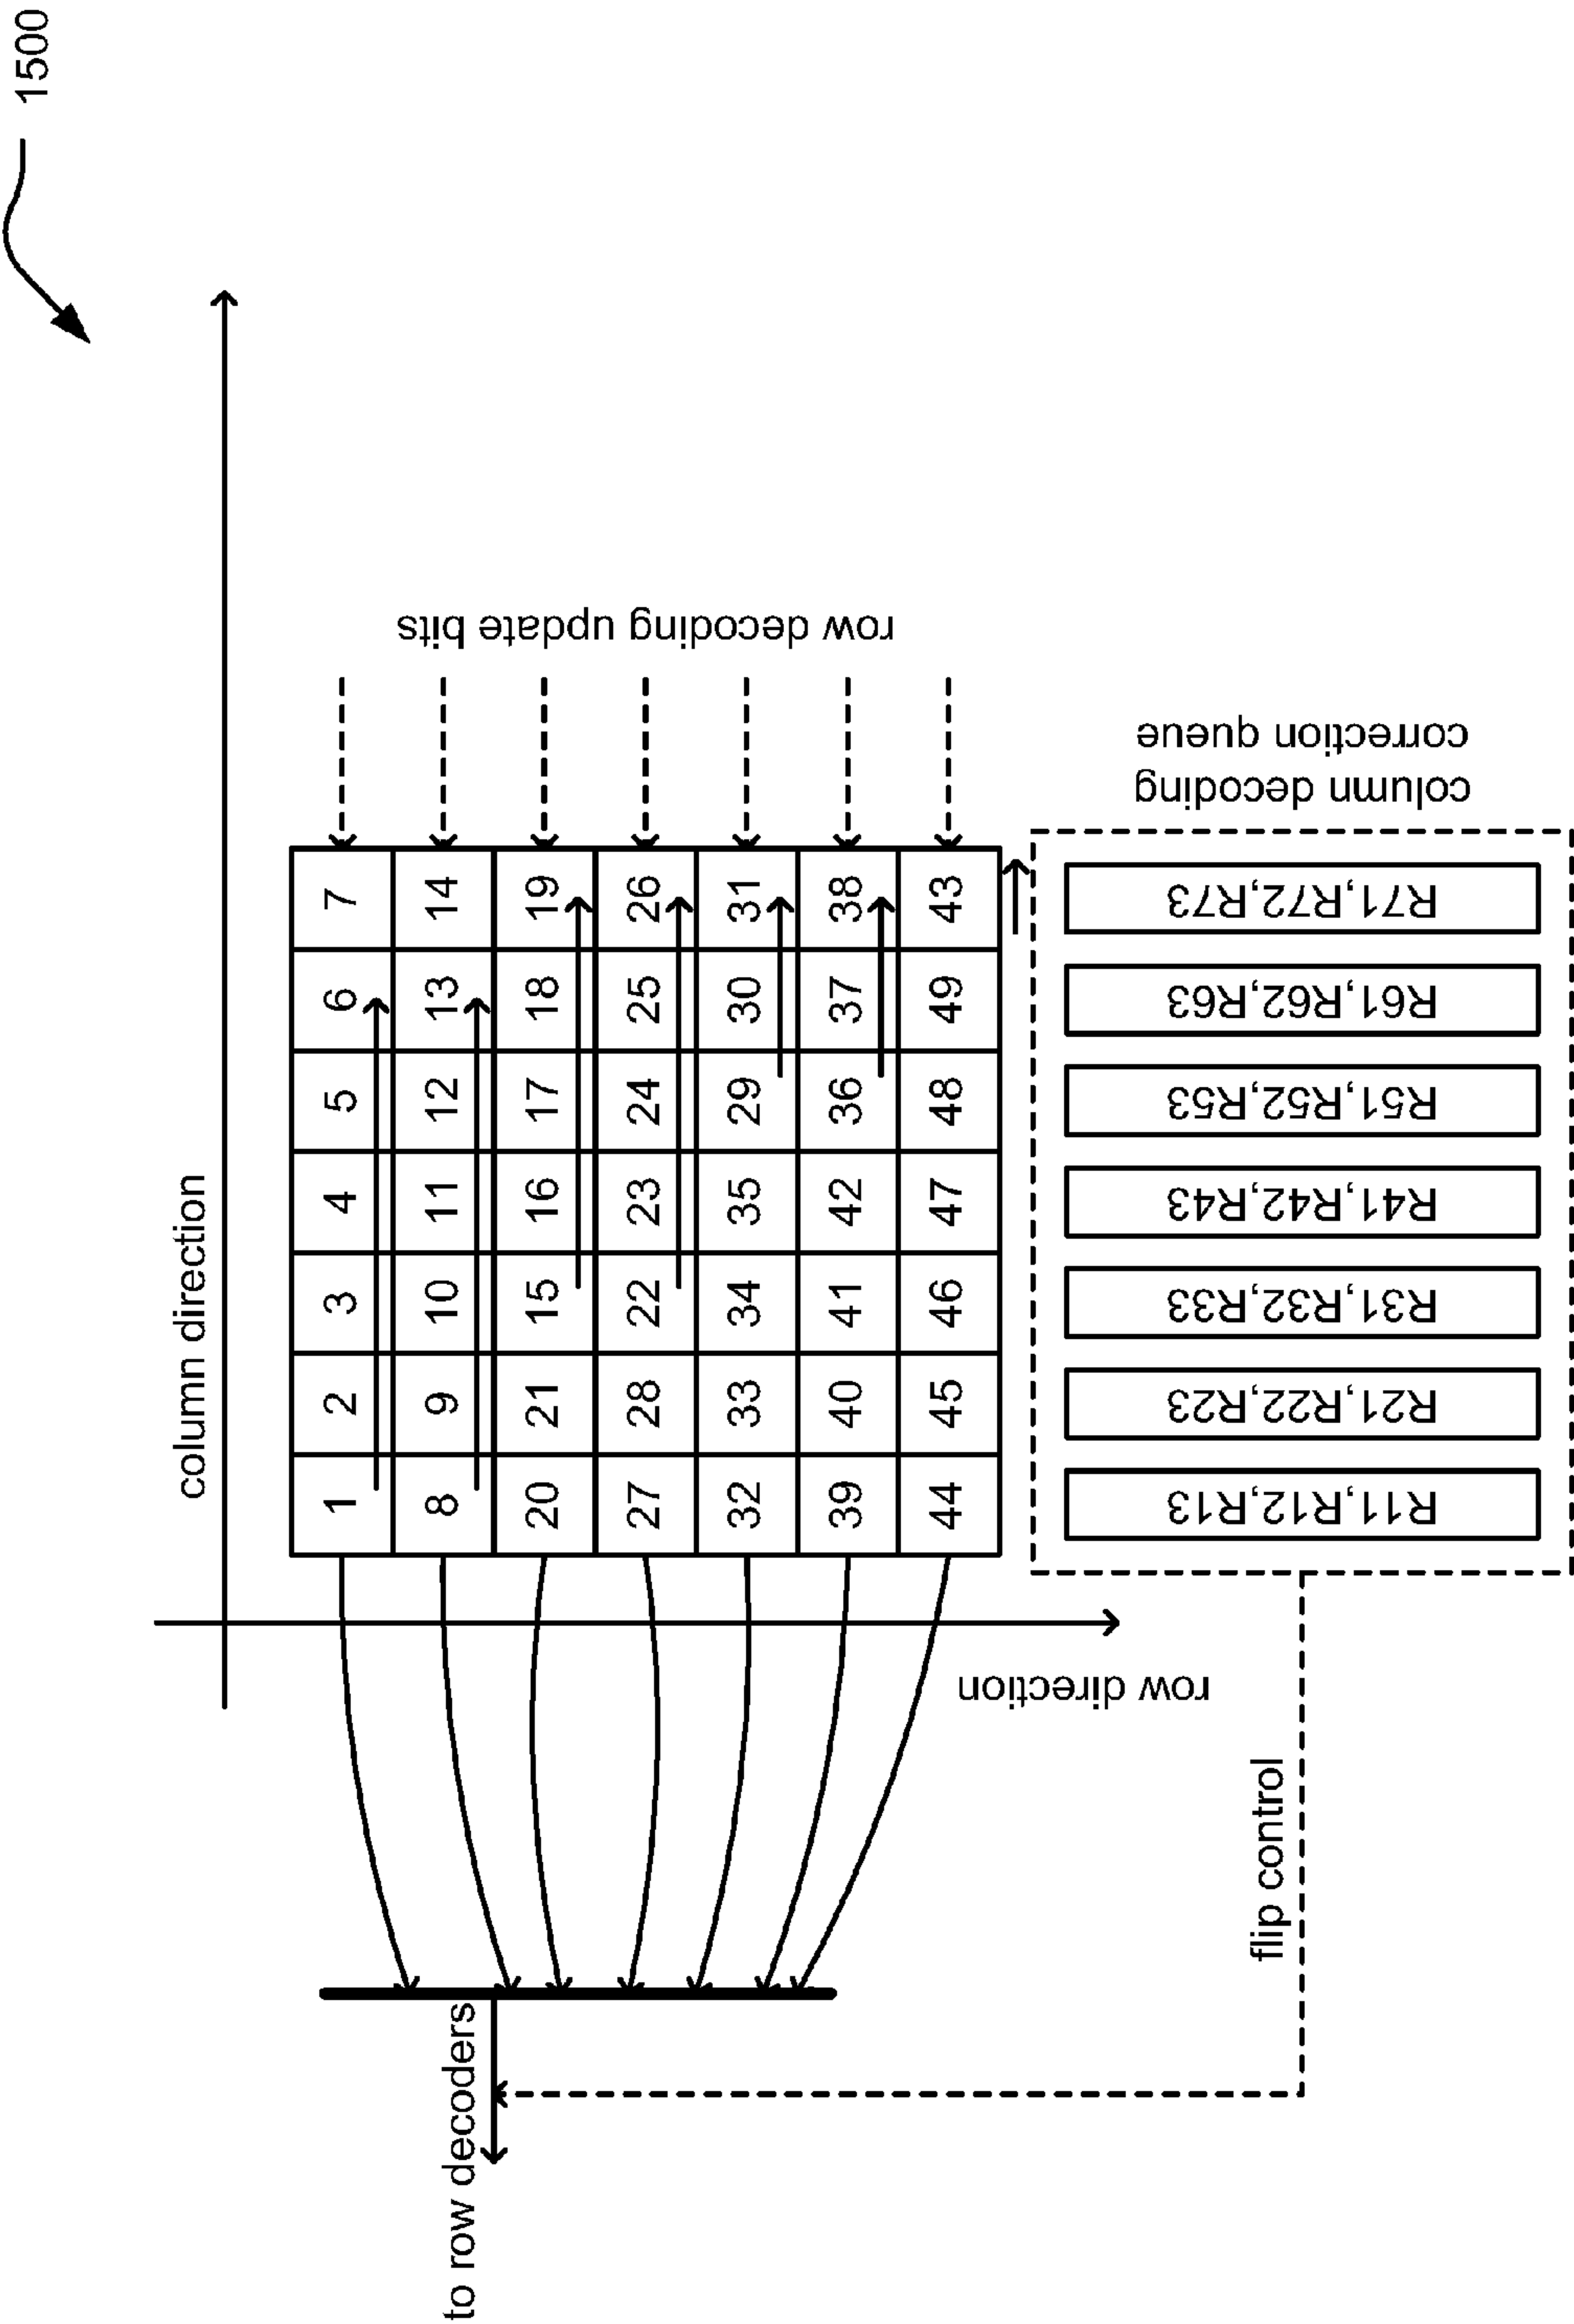 1500
column direction
1 2 3 4 5 6 7
8 9 10 11 12 13 14
20 21 15 16 17 18 19
27 28 22 23 24 25 26
32 33 34 35 29 30 31
39 40 41 42 36 37 38
44 45 46 47 48 49 43
row decoding update bits
to row decoders
row direction
flip control
R11,R12,R13
R21,R22,R23
R31,R32,R33
R41,R42,R43
R51,R52,R53
R61,R62,R63
R71,R72,R73
column decoding
correction queue